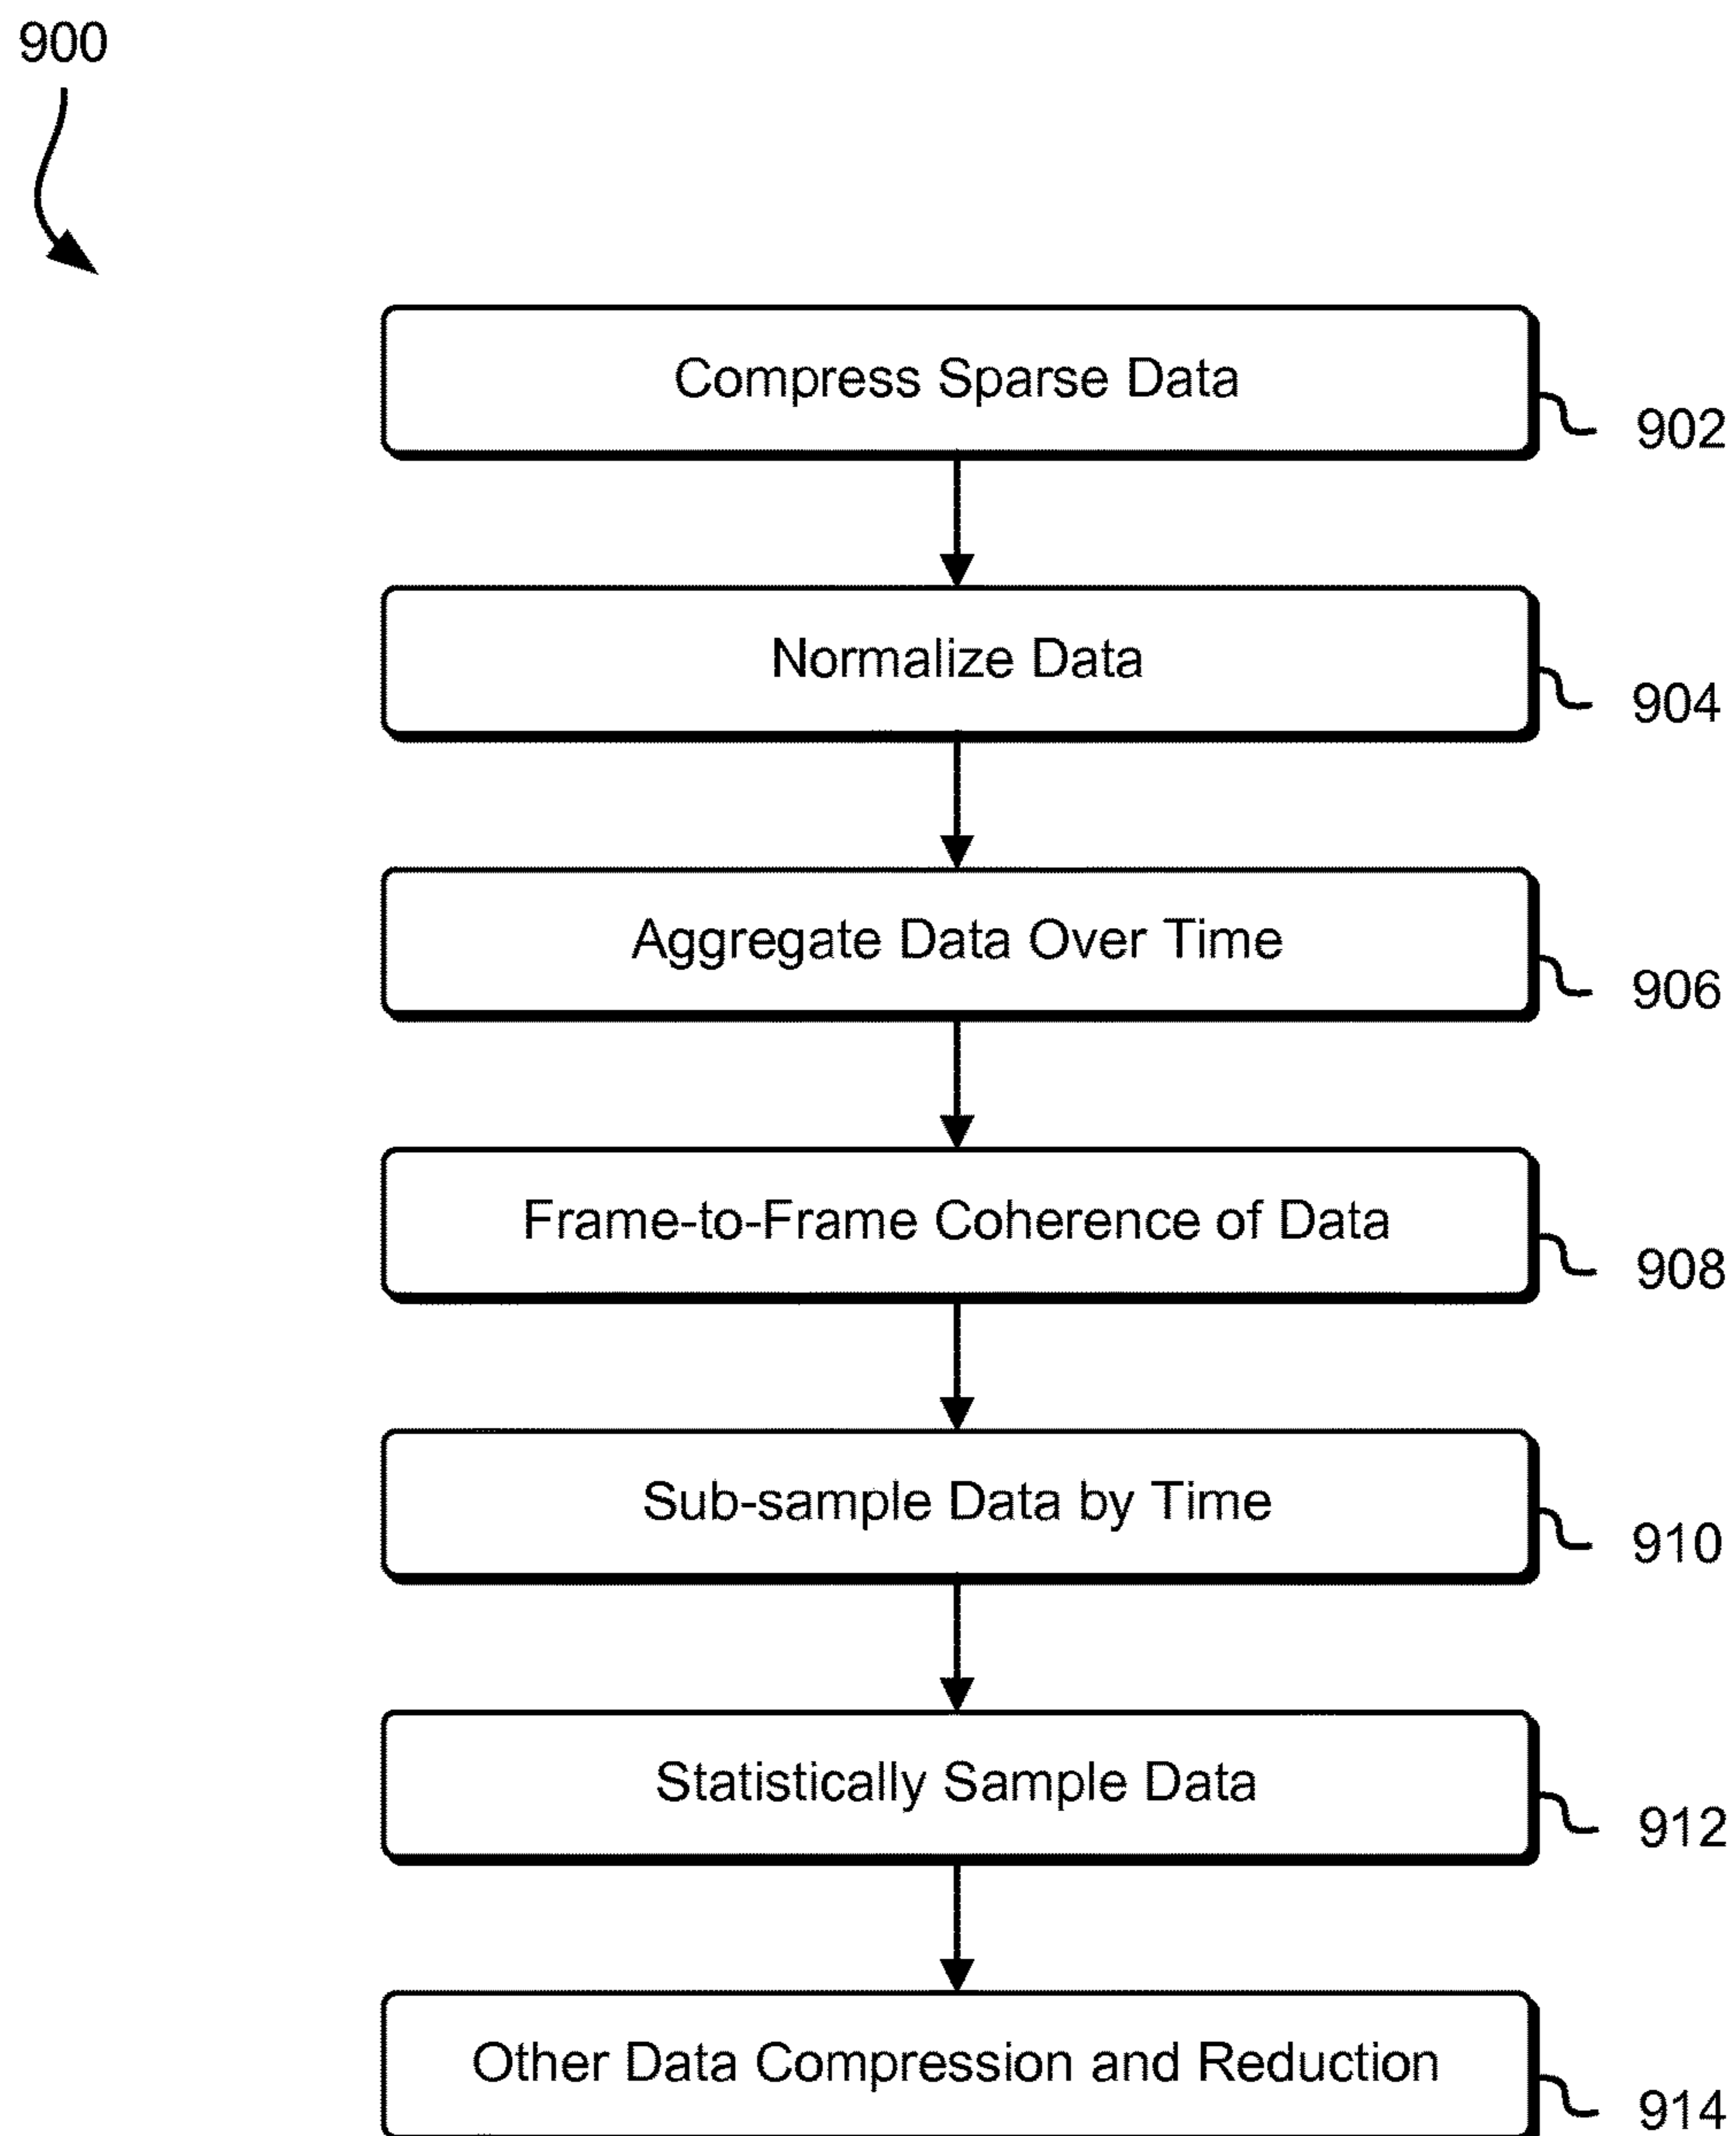 900
Compress Sparse Data
902
Normalize Data
904
Aggregate Data Over Time
906
Frame-to-Frame Coherence of Data
908
Sub-sample Data by Time
910
Statistically Sample Data
912
Other Data Compression and Reduction
914